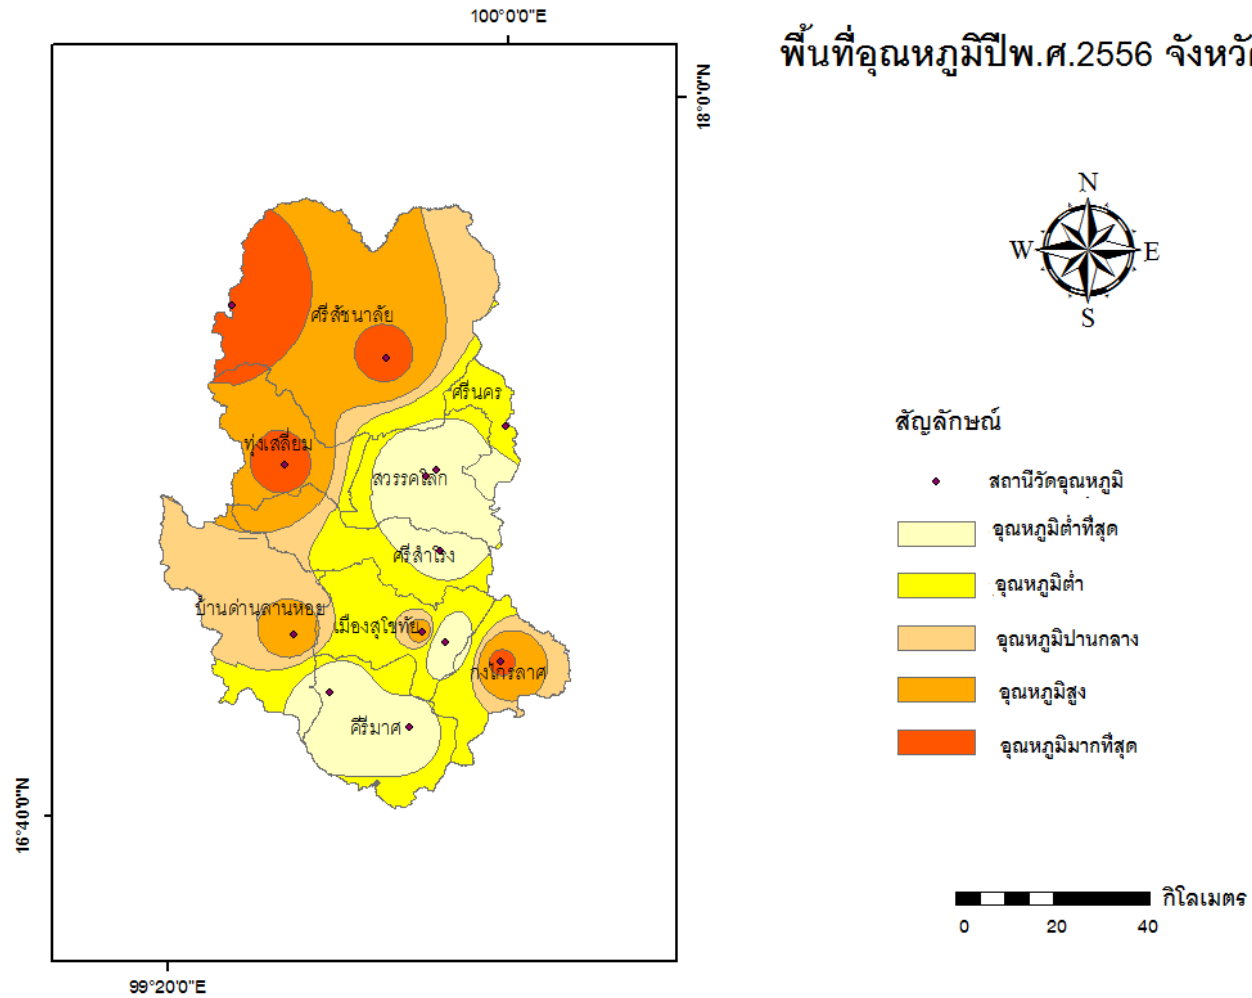 100°0'0"E
พื้นที่อุณหภูมิปีพ.ศ.2556 จังหวั
18°0'0"N
N
W E
S
ศรีสัชนาลัย
ศรีนคร
ทุ่งเสลี่ยม
สวรรคโลก
ศรีสำโรง
บ้านด่านลานหอย
เมืองสุโขทัย
กงไกรลาศ
คีรีมาศ
สัญลักษณ์
สถานีวัดอุณหภูมิ
อุณหภูมิต่ำที่สุด
อุณหภูมิต่ำ
อุณหภูมิปานกลาง
อุณหภูมิสูง
อุณหภูมิมากที่สุด
16°40'0"N
กิโลเมตร
0 20 40
99°20'0"E